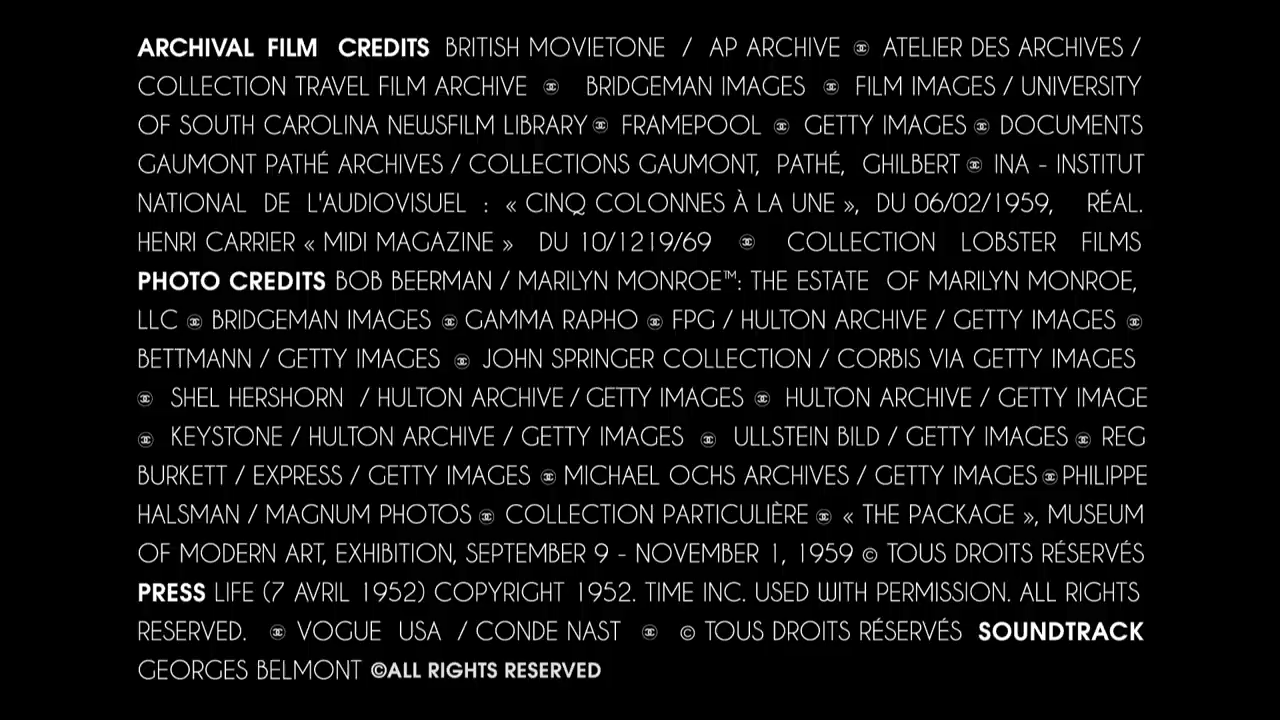 ARCHIVAL FILM CREDITS BRITISH MOVIETONE / AP ARCHIVE ATELIER DES ARCHIVES /
COLLECTION TRAVEL FILM ARCHIVE BRIDGEMAN IMAGES FILM IMAGES / UNIVERSITY
OF SOUTH CAROLINA NEWSFILM LIBRARY FRAMEPOOL GETTY IMAGES DOCUMENTS
GAUMONT PATHÉ ARCHIVES / COLLECTIONS GAUMONT, PATHÉ, GHILBERT INA - INSTITUT
NATIONAL DE L'AUDIOVISUEL : « CINQ COLONNES À LA UNE », DU 06/02/1959, RÉAL.
HENRI CARRIER « MIDI MAGAZINE » DU 10/1219/69 COLLECTION LOBSTER FILMS
PHOTO CREDITS BOB BEERMAN / MARILYN MONROE™: THE ESTATE OF MARILYN MONROE,
LLC BRIDGEMAN IMAGES GAMMA RAPHO FPG / HULTON ARCHIVE / GETTY IMAGES
BETTMANN / GETTY IMAGES JOHN SPRINGER COLLECTION / CORBIS VIA GETTY IMAGES
SHEL HERSHORN / HULTON ARCHIVE / GETTY IMAGES HULTON ARCHIVE / GETTY IMAGE
KEYSTONE / HULTON ARCHIVE / GETTY IMAGES ULLSTEIN BILD / GETTY IMAGES REG
BURKETT / EXPRESS / GETTY IMAGES MICHAEL OCHS ARCHIVES / GETTY IMAGES PHILIPPE
HALSMAN / MAGNUM PHOTOS COLLECTION PARTICULIÈRE « THE PACKAGE », MUSEUM
OF MODERN ART, EXHIBITION, SEPTEMBER 9 - NOVEMBER 1, 1959 © TOUS DROITS RÉSERVÉS
PRESS LIFE (7 AVRIL 1952) COPYRIGHT 1952. TIME INC. USED WITH PERMISSION. ALL RIGHTS
RESERVED. VOGUE USA / CONDE NAST © TOUS DROITS RÉSERVÉS SOUNDTRACK
GEORGES BELMONT ©ALL RIGHTS RESERVED